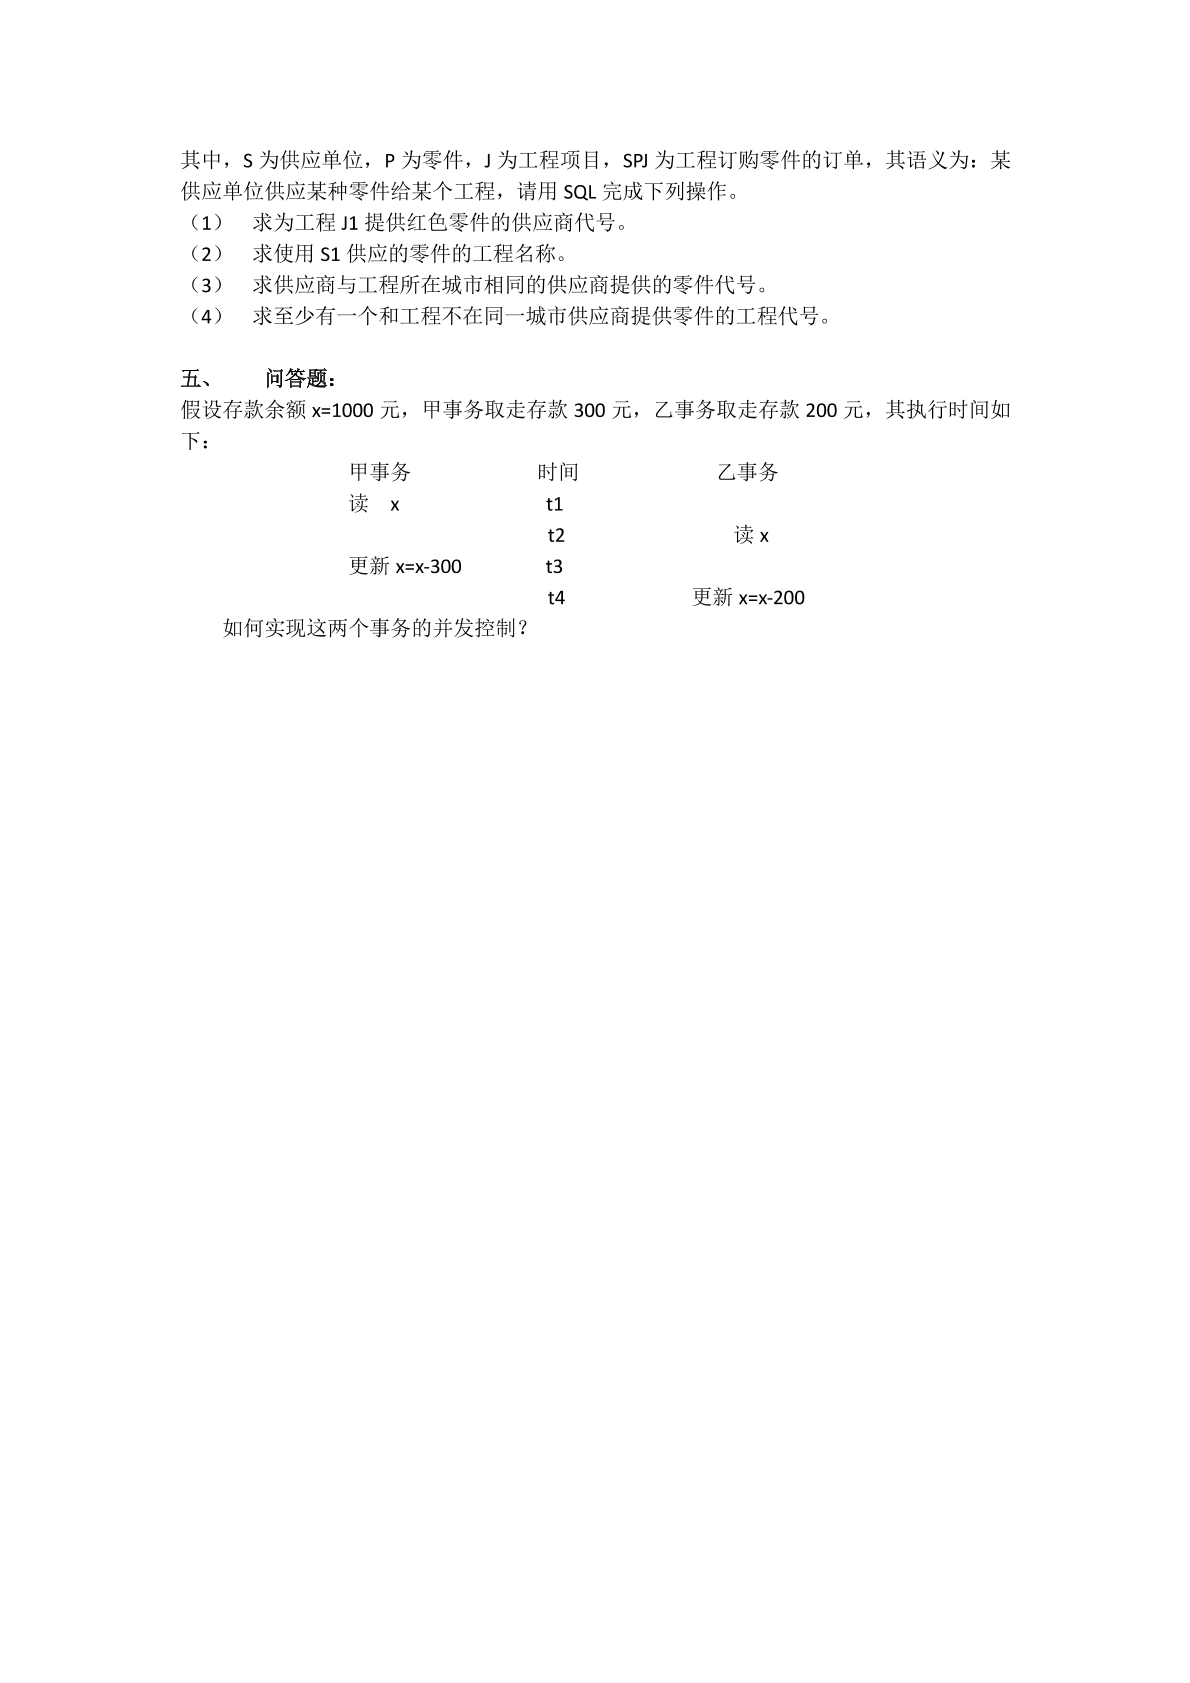 其中，S 为供应单位，P 为零件，J 为工程项目，SPJ 为工程订购零件的订单，其语义为：某
供应单位供应某种零件给某个工程，请用 SQL 完成下列操作。
（1） 求为工程 J1 提供红色零件的供应商代号。
（2） 求使用 S1 供应的零件的工程名称。
（3） 求供应商与工程所在城市相同的供应商提供的零件代号。
（4） 求至少有一个和工程不在同一城市供应商提供零件的工程代号。
五、 问答题：
假设存款余额 x=1000 元，甲事务取走存款 300 元，乙事务取走存款 200 元，其执行时间如
下：
甲事务 时间 乙事务
读 x t1
t2 读 x
更新 x=x-300 t3
t4 更新 x=x-200
如何实现这两个事务的并发控制？